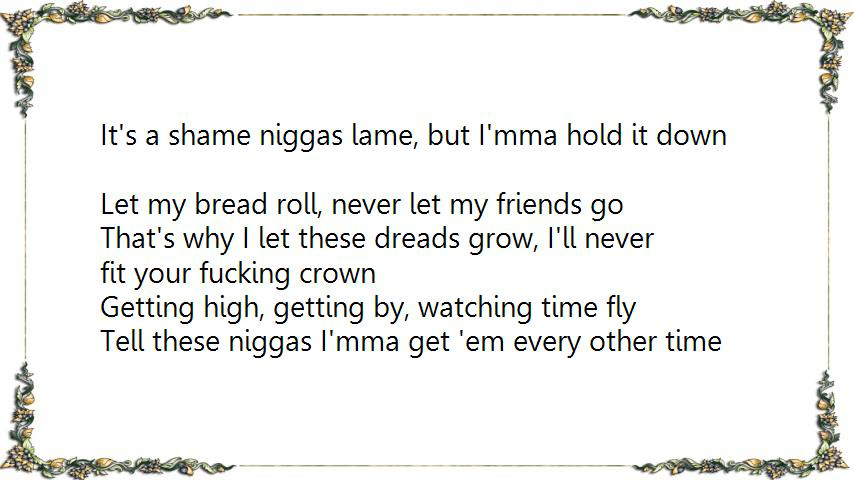 It's a shame niggas lame, but I'mma hold it down
Let my bread roll, never let my friends go
That's why I let these dreads grow, I'll never
fit your fucking crown
Getting high, getting by, watching time fly
Tell these niggas I'mma get 'em every other time